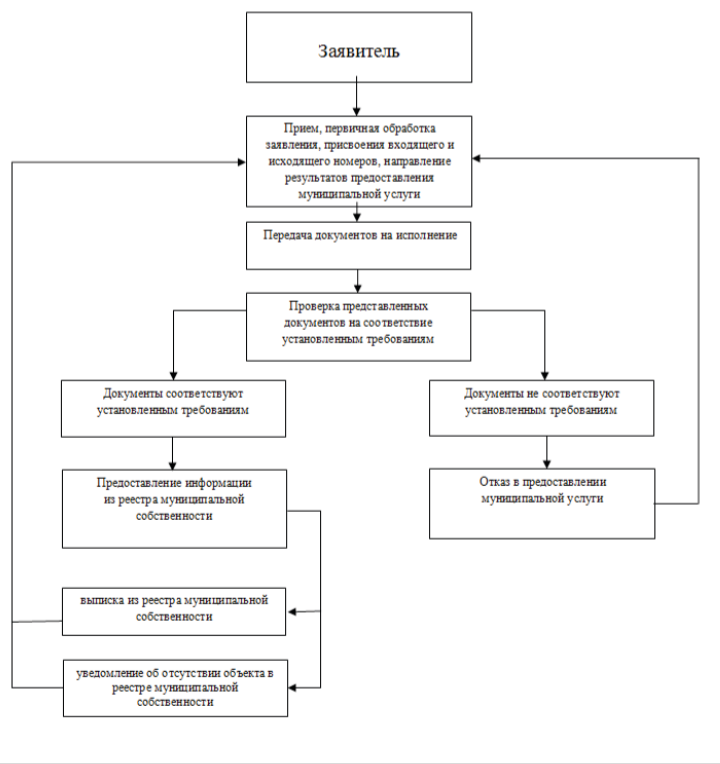 Заявитель
Прием, первичная обработка
заявления, присвоения входящего и
исходящего номеров, направление
результатов предоставления
муниципальной услуги
Передача документов на исполнение
Проверка представленных
документов на соответствие
установленным требованиям
Документы соответствуют
установленным требованиям
Документы не соответствуют
установленным требованиям
Предоставление информации
из реестра муниципальной
собственности
Отказ в предоставлении
муниципальной услуги
выписка из реестра муниципальной
собственности
уведомление об отсутствии объекта в
реестре муниципальной
собственности